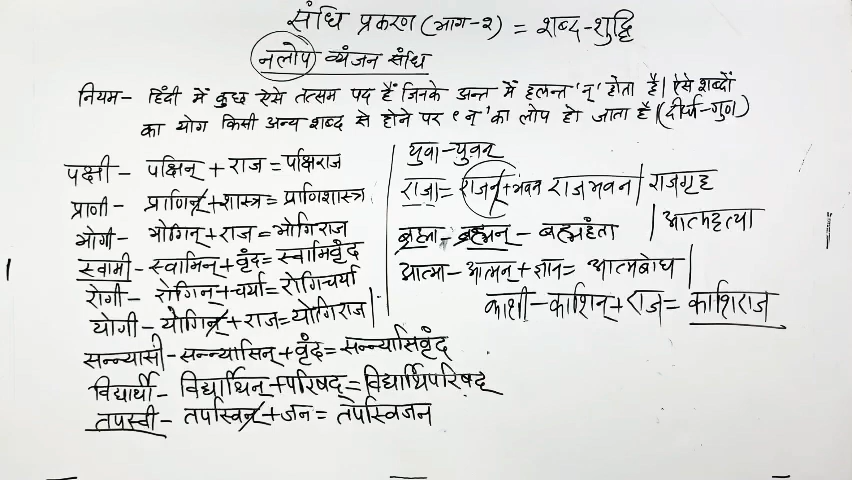 संधि प्रकरण (भाग-२) = शब्द-शुद्धि
नलोप व्यंजन संधि
नियम- हिंदी में कुछ ऐसे तत्सम पद हैं जिनके अन्त में हलन्त 'न्' होता है। ऐसे शब्दों
का योग किसी अन्य शब्द से होने पर 'न्' का लोप हो जाता है (दीर्घ-गुण)
पक्षी- पक्षिन् + राज = पक्षिराज
प्राणी- प्राणिन् + शास्त्र = प्राणिशास्त्र
भोगी- भोगिन् + राज = भोगिराज
स्वामी- स्वामिन् + वृंद = स्वामिवृंद
रोगी- रोगिन् + चर्या = रोगिचर्या
योगी- योगिन् + राज = योगिराज
सन्न्यासी- सन्न्यासिन् + वृंद = सन्न्यासिवृंद
विद्यार्थी- विद्यार्थिन् + परिषद् = विद्यार्थिपरिषद्
तपस्वी- तपस्विन् + जन = तपस्विजन
युवा-युवन्
राजा = राजन् + भवन राजभवन | राजगृह
ब्रह्मा- ब्रह्मन् - ब्रह्महंता | आत्महत्या
आत्मा- आत्मन् + ज्ञान = आत्मबोध
काशी- काशिन् + राज = काशिराज